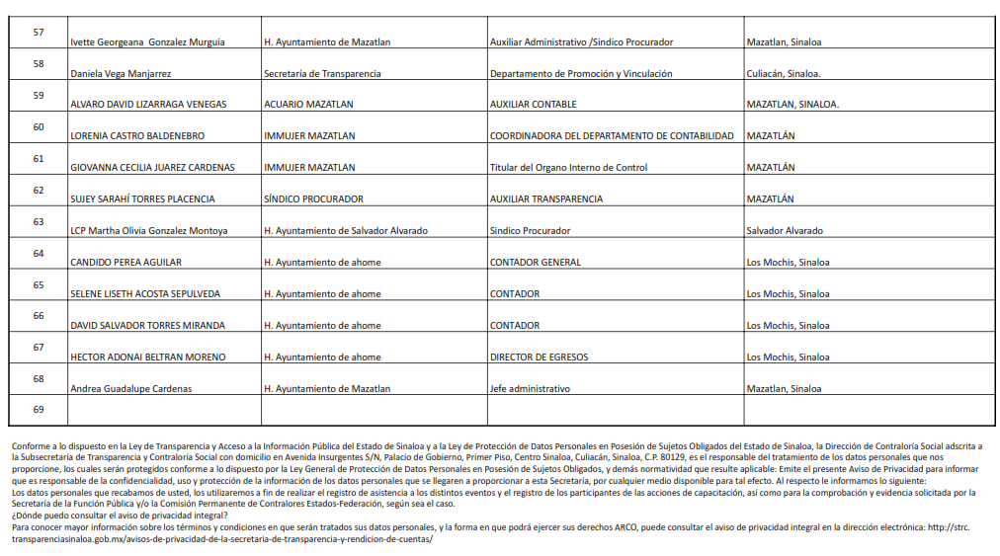 57 Ivette Georgeana  Gonzalez Murguia H. Ayuntamiento de Mazatlan Auxiliar Administrativo /Sindico Procurador Mazatlan, Sinaloa
58 Daniela Vega Manjarrez Secretaría de Transparencia Departamento de Promoción y Vinculación Culiacán, Sinaloa.
59 ALVARO DAVID LIZARRAGA VENEGAS ACUARIO MAZATLAN AUXILIAR CONTABLE MAZATLAN, SINALOA.
60 LORENIA CASTRO BALDENEBRO IMMUJER MAZATLAN COORDINADORA DEL DEPARTAMENTO DE CONTABILIDAD MAZATLÁN
61 GIOVANNA CECILIA JUAREZ CARDENAS IMMUJER MAZATLAN Titular del Organo Interno de Control MAZATLÁN
62 SUJEY SARAHÍ TORRES PLACENCIA SÍNDICO PROCURADOR AUXILIAR TRANSPARENCIA MAZATLÁN
63 LCP Martha Olivia Gonzalez Montoya H. Ayuntamiento de Salvador Alvarado Sindico Procurador Salvador Alvarado
64 CANDIDO PEREA AGUILAR H. Ayuntamiento de ahome CONTADOR GENERAL Los Mochis, Sinaloa
65 SELENE LISETH ACOSTA SEPULVEDA H. Ayuntamiento de ahome CONTADOR Los Mochis, Sinaloa
66 DAVID SALVADOR TORRES MIRANDA H. Ayuntamiento de ahome CONTADOR Los Mochis, Sinaloa
67 HECTOR ADONAI BELTRAN MORENO H. Ayuntamiento de ahome DIRECTOR DE EGRESOS Los Mochis, Sinaloa
68 Andrea Guadalupe Cardenas H. Ayuntamiento de Mazatlan Jefe administrativo Mazatlan, Sinaloa
69
Conforme a lo dispuesto en la Ley de Transparencia y Acceso a la Información Pública del Estado de Sinaloa y a la Ley de Protección de Datos Personales en Posesión de Sujetos Obligados del Estado de Sinaloa, la Dirección de Contraloría Social adscrita a
la Subsecretaría de Transparencia y Contraloría Social con domicilio en Avenida Insurgentes S/N, Palacio de Gobierno, Primer Piso, Centro Sinaloa, Culiacán, Sinaloa, C.P. 80129, es el responsable del tratamiento de los datos personales que nos
proporcione, los cuales serán protegidos conforme a lo dispuesto por la Ley General de Protección de Datos Personales en Posesión de Sujetos Obligados, y demás normatividad que resulte aplicable: Emite el presente Aviso de Privacidad para informar
que es responsable de la confidencialidad, uso y protección de la información de los datos personales que se llegaren a proporcionar a esta Secretaría, por cualquier medio disponible para tal efecto. Al respecto le informamos lo siguiente:
Los datos personales que recabamos de usted, los utilizaremos a fin de realizar el registro de asistencia a los distintos eventos y el registro de los participantes de las acciones de capacitación, así como para la comprobación y evidencia solicitada por la
Secretaría de la Función Pública y/o la Comisión Permanente de Contralores Estados-Federación, según sea el caso.
¿Dónde puedo consultar el aviso de privacidad integral?
Para conocer mayor información sobre los términos y condiciones en que serán tratados sus datos personales, y la forma en que podrá ejercer sus derechos ARCO, puede consultar el aviso de privacidad integral en la dirección electrónica: http://strc.
transparenciasinaloa.gob.mx/avisos-de-privacidad-de-la-secretaria-de-transparencia-y-rendicion-de-cuentas/